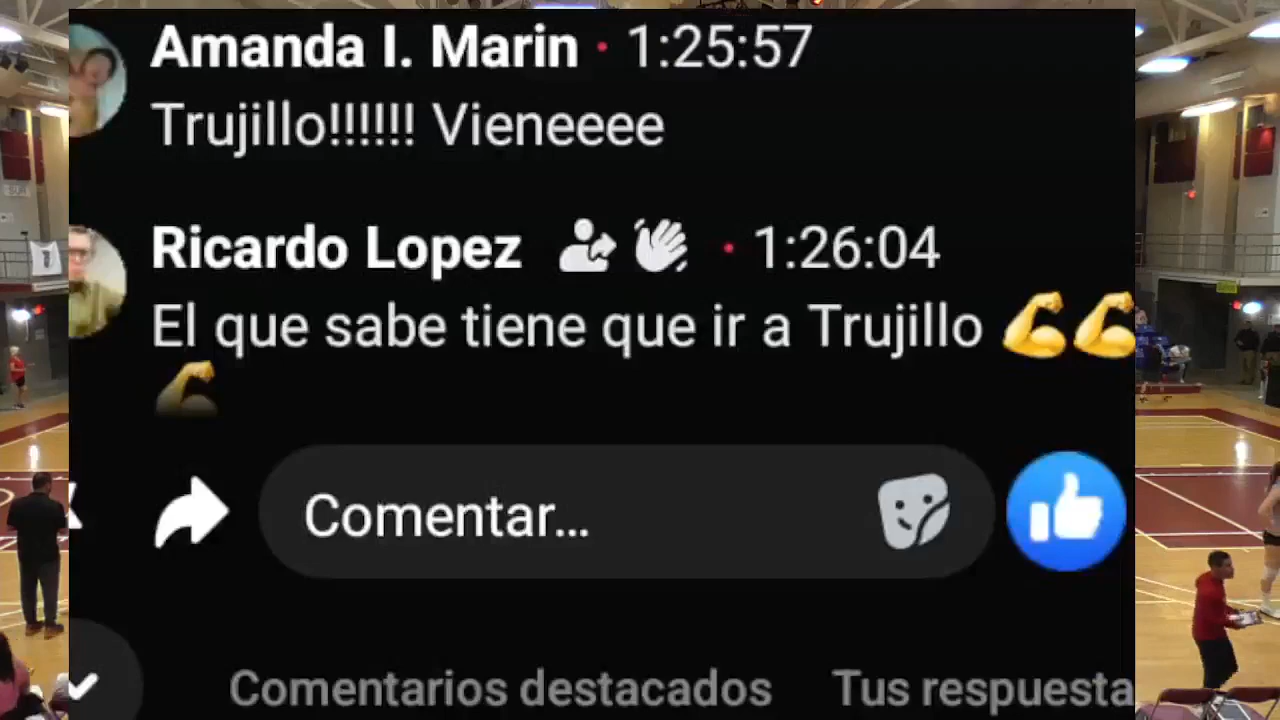 Amanda I. Marin · 1:25:57
Trujillo!!!!!! Vieneeee
Ricardo Lopez · 1:26:04
El que sabe tiene que ir a Trujillo 💪💪
💪
Comentar...
Comentarios destacados
Tus respuesta